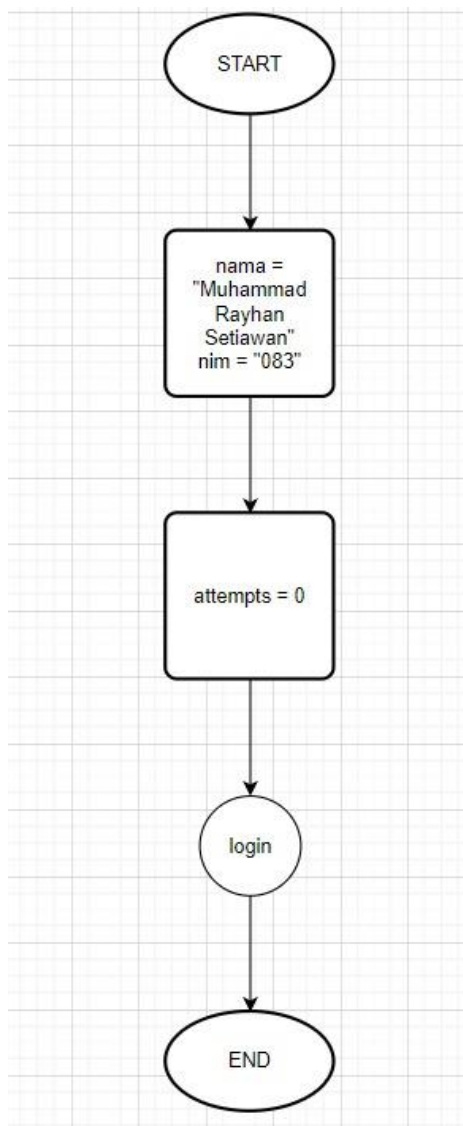 START
nama =
"Muhammad
Rayhan
Setiawan"
nim = "083"
attempts = 0
login
END